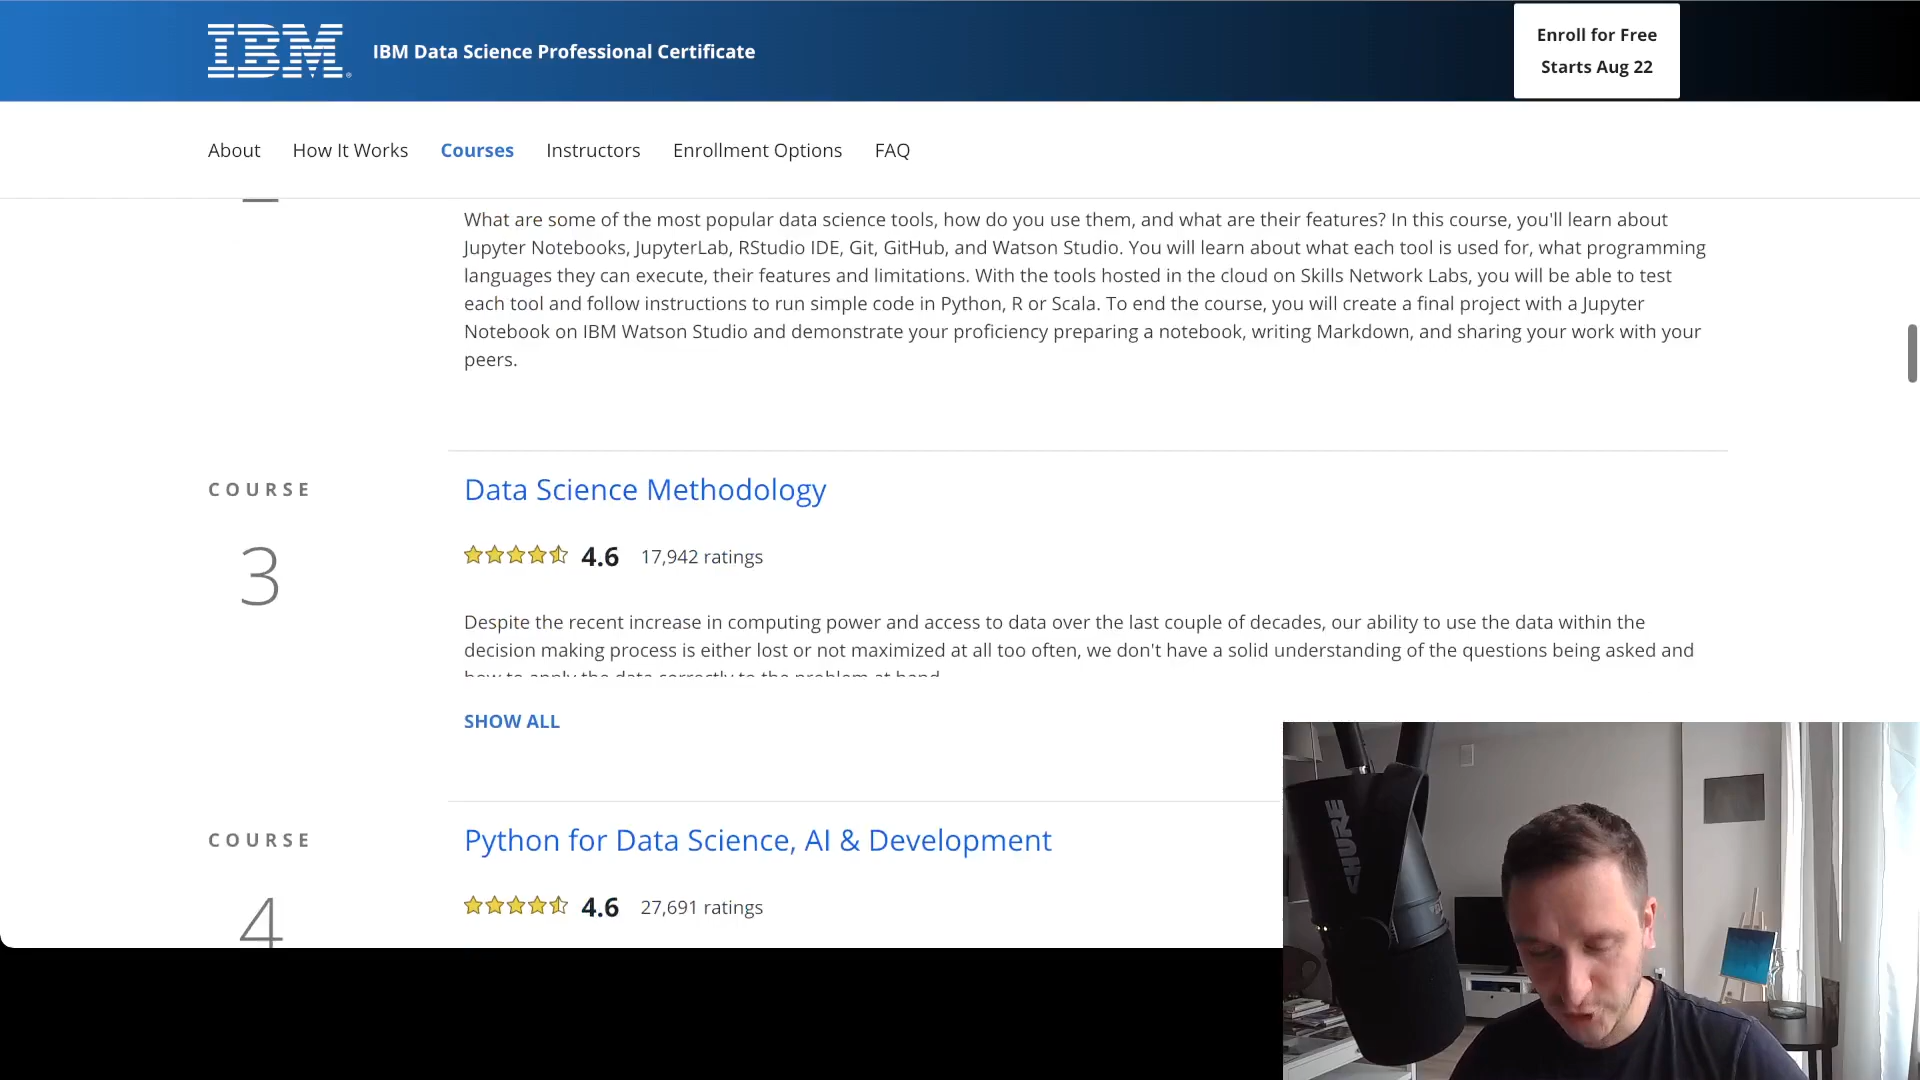 IBM
IBM Data Science Professional Certificate
Enroll for Free
Starts Aug 22
About
How It Works
Courses
Instructors
Enrollment Options
FAQ
What are some of the most popular data science tools, how do you use them, and what are their features? In this course, you'll learn about
Jupyter Notebooks, JupyterLab, RStudio IDE, Git, GitHub, and Watson Studio. You will learn about what each tool is used for, what programming
languages they can execute, their features and limitations. With the tools hosted in the cloud on Skills Network Labs, you will be able to test
each tool and follow instructions to run simple code in Python, R or Scala. To end the course, you will create a final project with a Jupyter
Notebook on IBM Watson Studio and demonstrate your proficiency preparing a notebook, writing Markdown, and sharing your work with your
peers.
COURSE
3
Data Science Methodology
4.6 17,942 ratings
Despite the recent increase in computing power and access to data over the last couple of decades, our ability to use the data within the
decision making process is either lost or not maximized at all too often, we don't have a solid understanding of the questions being asked and
how to apply the data correctly to the problem at hand.
SHOW ALL
COURSE
4
Python for Data Science, AI & Development
4.6 27,691 ratings
SHURE